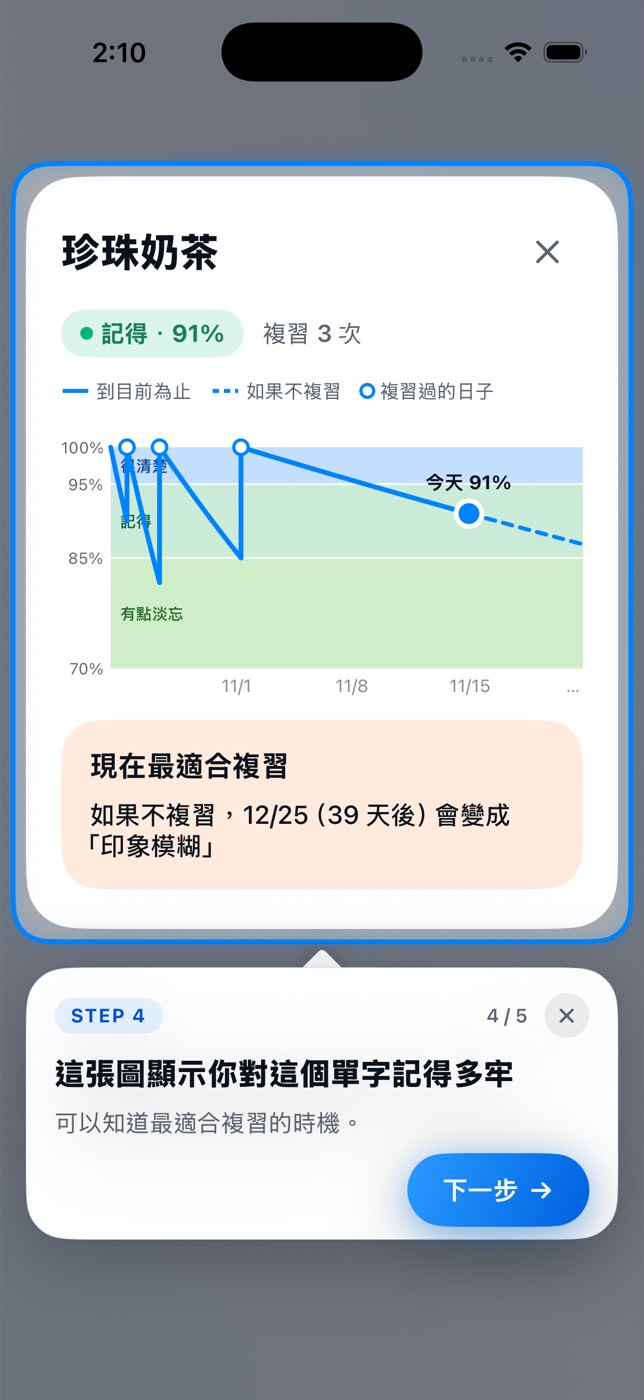 2:10
珍珠奶茶
記得 · 91%
複習 3 次
到目前為止
如果不複習
複習過的日子
100%
很清楚
今天 91%
95%
記得
85%
有點淡忘
70%
11/1
11/8
11/15
...
現在最適合複習
如果不複習，12/25（39 天後）會變成
「印象模糊」
STEP 4
4 / 5
這張圖顯示你對這個單字記得多牢
可以知道最適合複習的時機。
下一步 →